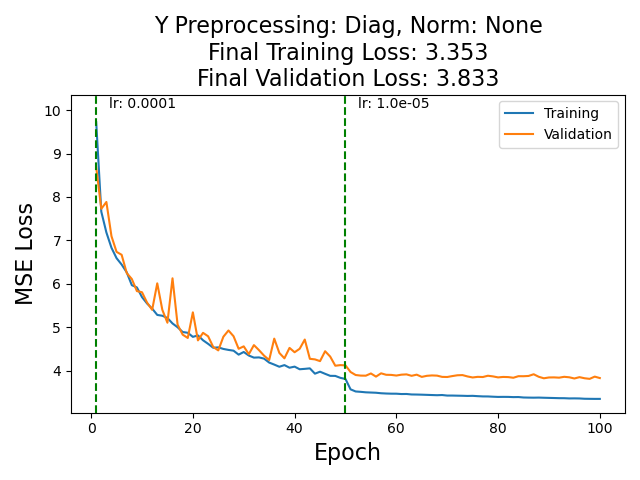 Y Preprocessing: Diag, Norm: None
Final Training Loss: 3.353
Final Validation Loss: 3.833
lr: 0.0001
lr: 1.0e-05
Training
Validation
10
9
8
7
6
5
4
MSE Loss
0
20
40
60
80
100
Epoch